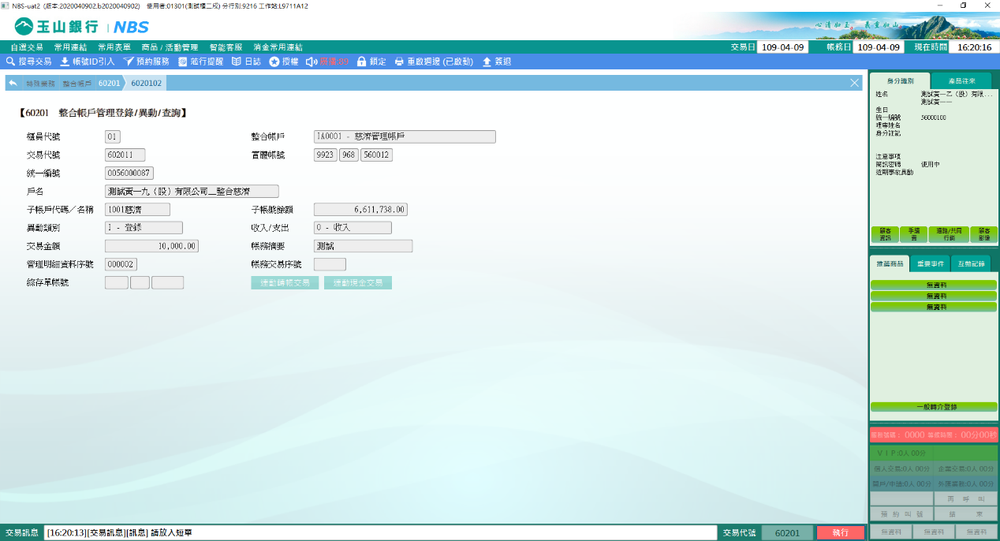 NBS-uat2 (版本:2020040902,b2020040902) 使用者:01301(測試櫃二段) 分行別:9216 工作站:L9711A12
玉山銀行 NBS
心清如玉, 義重如山
自選交易 常用連結 常用表單 商品/活動管理 智能客服 消金常用連結
交易日 109-04-09 帳務日 109-04-09 現在時間 16:20:16
搜尋交易 帳號ID引入 預約服務 蒞行提醒 日誌 授權 廣播:89 鎖定 重啟週邊 (已啟動) 簽退
特殊業務 整合帳戶 60201 6020102
【60201 整合帳戶管理登錄/異動/查詢】
櫃員代號 01 整合帳戶 IA0001 - 慈濟管理帳戶
交易代號 602011 實體帳號 9923 968 560012
統一編號 0056000087
戶名 測試黃一九（股）有限公司__整合慈濟
子帳戶代碼／名稱 1001慈濟 子帳號餘額 6,611,738.00
異動類別 1 - 登錄 收入/支出 0 - 收入
交易金額 10,000.00 帳務摘要 測試
管理明細資料序號 000002 帳務交易序號
綜存單帳號 連動轉帳交易 連動現金交易
身分識別 產品往來
姓名 測試黃一乙（股）有限...
測試黃一一
生日
統一編號 56000100
理專姓名
身分註記
注意事項
簡訊密碼 使用中
近期事故異動
顧客資訊 手續費 通路/共同行銷 顧客影像
推薦商品 重要事件 互動記錄
無資料
無資料
無資料
一般轉介登錄
服務號碼： 0000 等候時間： 00分00秒
ＶＩＰ:0人 00分
個人交易:0人 00分 企業交易:0人 00分
開戶/申請:0人 00分 外匯業務:0人 00分
再 呼 叫
預 約 叫 號 結 束
無資料 無資料 無資料
交易訊息 [16:20:13][交易訊息][訊息] 請放入短單 交易代號 60201 執行